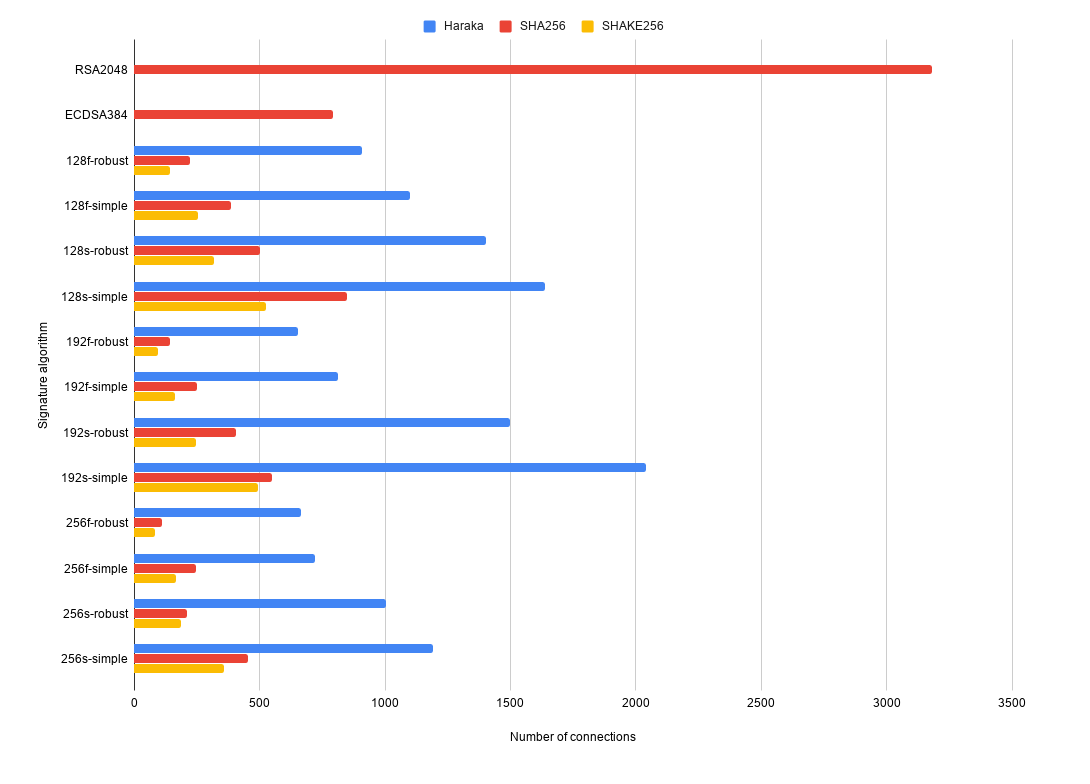 Haraka SHA256 SHAKE256
RSA2048
ECDSA384
128f-robust
128f-simple
128s-robust
128s-simple
192f-robust
192f-simple
192s-robust
192s-simple
256f-robust
256f-simple
256s-robust
256s-simple
Signature algorithm
0 500 1000 1500 2000 2500 3000 3500
Number of connections